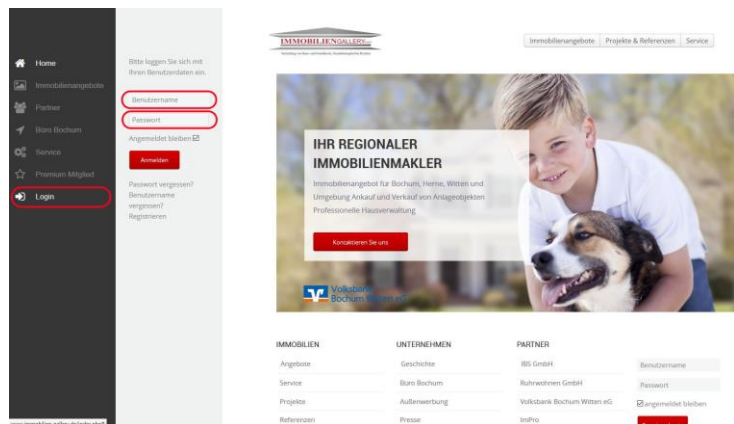 Home
Immobilienangebote
Partner
Büro Bochum
Service
Premium Mitglied
Login
Bitte loggen Sie sich mit
Ihren Benutzerdaten ein.
Benutzername
Passwort
Angemeldet bleiben
Anmelden
Passwort vergessen?
Benutzername
vergessen?
Registrieren
IMMOBILIENGALLERY
Immobilienangebote
Projekte & Referenzen
Service
IHR REGIONALER
IMMOBILIENMAKLER
Immobilienangebot für Bochum, Herne, Witten und
Umgebung Ankauf und Verkauf von Anlageobjekten
Professionelle Hausverwaltung
Kontaktieren Sie uns
Volksbank
Bochum Witten eG
IMMOBILIEN
Angebote
Service
Projekte
Referenzen
UNTERNEHMEN
Geschichte
Büro Bochum
Außenwerbung
Presse
PARTNER
IBIS GmbH
Ruhrwohnen GmbH
Volksbank Bochum Witten eG
ImPro
Benutzername
Passwort
angemeldet bleiben